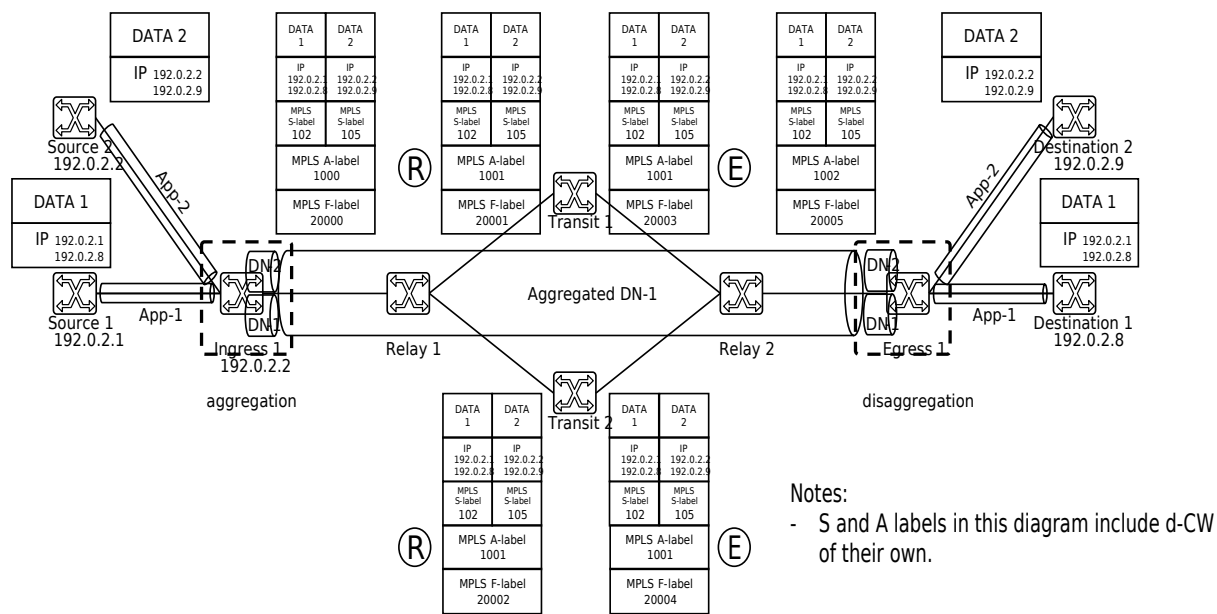 DATA 2
IP 192.0.2.2
192.0.2.9
Source 2
192.0.2.2
App-2
DATA 1
IP 192.0.2.1
192.0.2.8
Source 1
192.0.2.1
App-1
DATA 1
DATA 2
IP 192.0.2.1 192.0.2.8
IP 192.0.2.2 192.0.2.9
MPLS S-label 102
MPLS S-label 105
MPLS A-label
1000
MPLS F-label
20000
R
DATA 1
DATA 2
IP 192.0.2.1 192.0.2.8
IP 192.0.2.2 192.0.2.9
MPLS S-label 102
MPLS S-label 105
MPLS A-label
1001
MPLS F-label
20001
DATA 1
DATA 2
IP 192.0.2.1 192.0.2.8
IP 192.0.2.2 192.0.2.9
MPLS S-label 102
MPLS S-label 105
MPLS A-label
1001
MPLS F-label
20003
E
DATA 1
DATA 2
IP 192.0.2.1 192.0.2.8
IP 192.0.2.2 192.0.2.9
MPLS S-label 102
MPLS S-label 105
MPLS A-label
1002
MPLS F-label
20005
DATA 2
IP 192.0.2.2
192.0.2.9
Destination 2
192.0.2.9
App-2
DATA 1
IP 192.0.2.1
192.0.2.8
Transit 1
DN-2
DN-1
Ingress 1
192.0.2.2
Relay 1
Aggregated DN-1
Relay 2
DN-2
DN-1
Egress 1
App-1
Destination 1
192.0.2.8
aggregation
disaggregation
Transit 2
R
DATA 1
DATA 2
IP 192.0.2.1 192.0.2.8
IP 192.0.2.2 192.0.2.9
MPLS S-label 102
MPLS S-label 105
MPLS A-label
1001
MPLS F-label
20002
DATA 1
DATA 2
IP 192.0.2.1 192.0.2.8
IP 192.0.2.2 192.0.2.9
MPLS S-label 102
MPLS S-label 105
MPLS A-label
1001
MPLS F-label
20004
E
Notes:
- S and A labels in this diagram include d-CW
of their own.